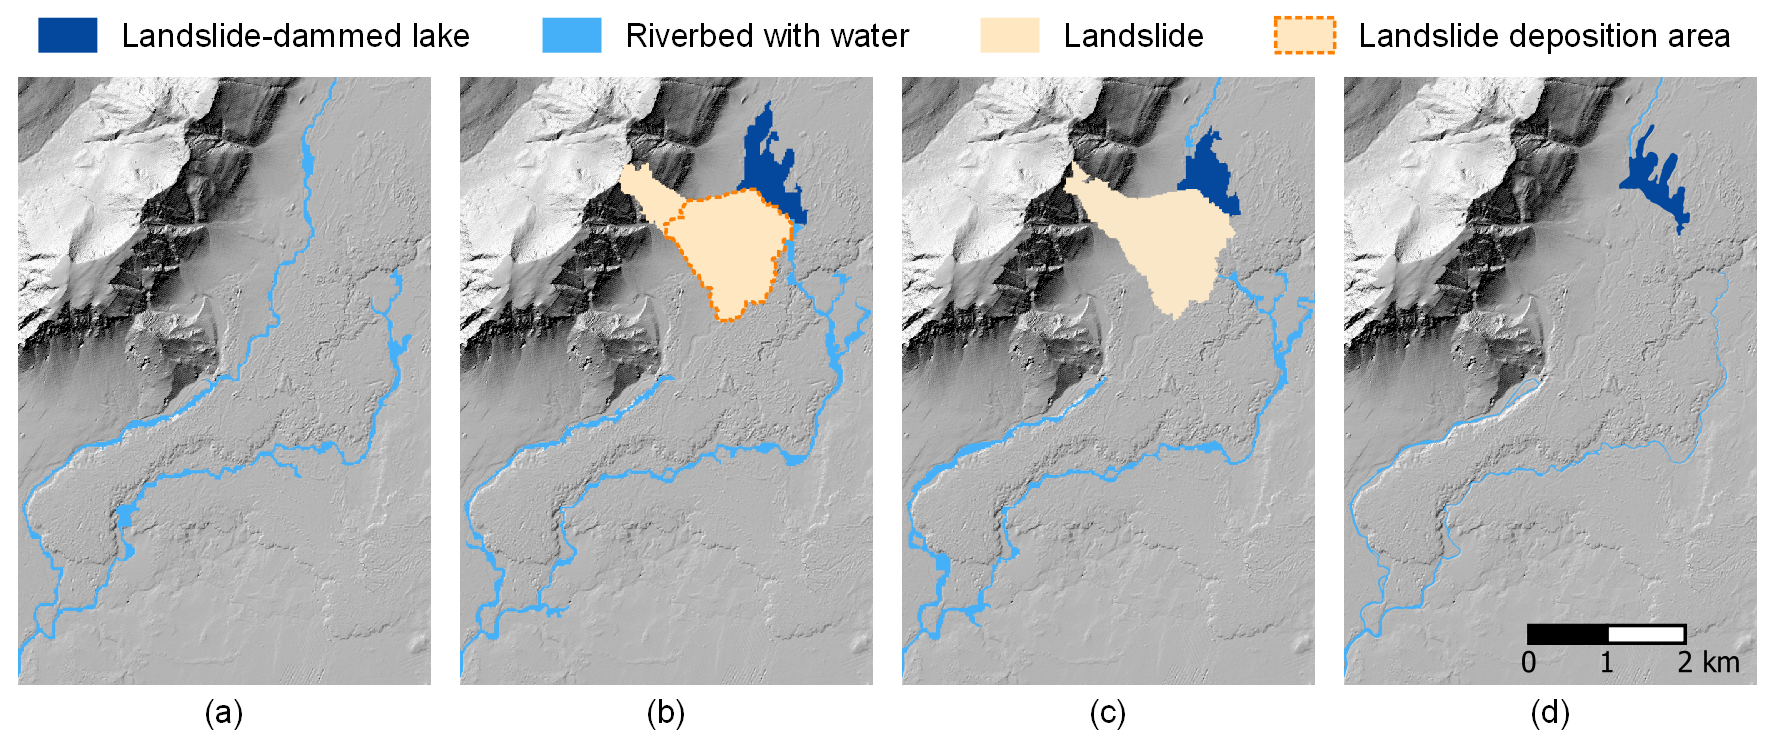 Landslide-dammed lake Riverbed with water Landslide Landslide deposition area
0 1 2 km
(a) (b) (c) (d)